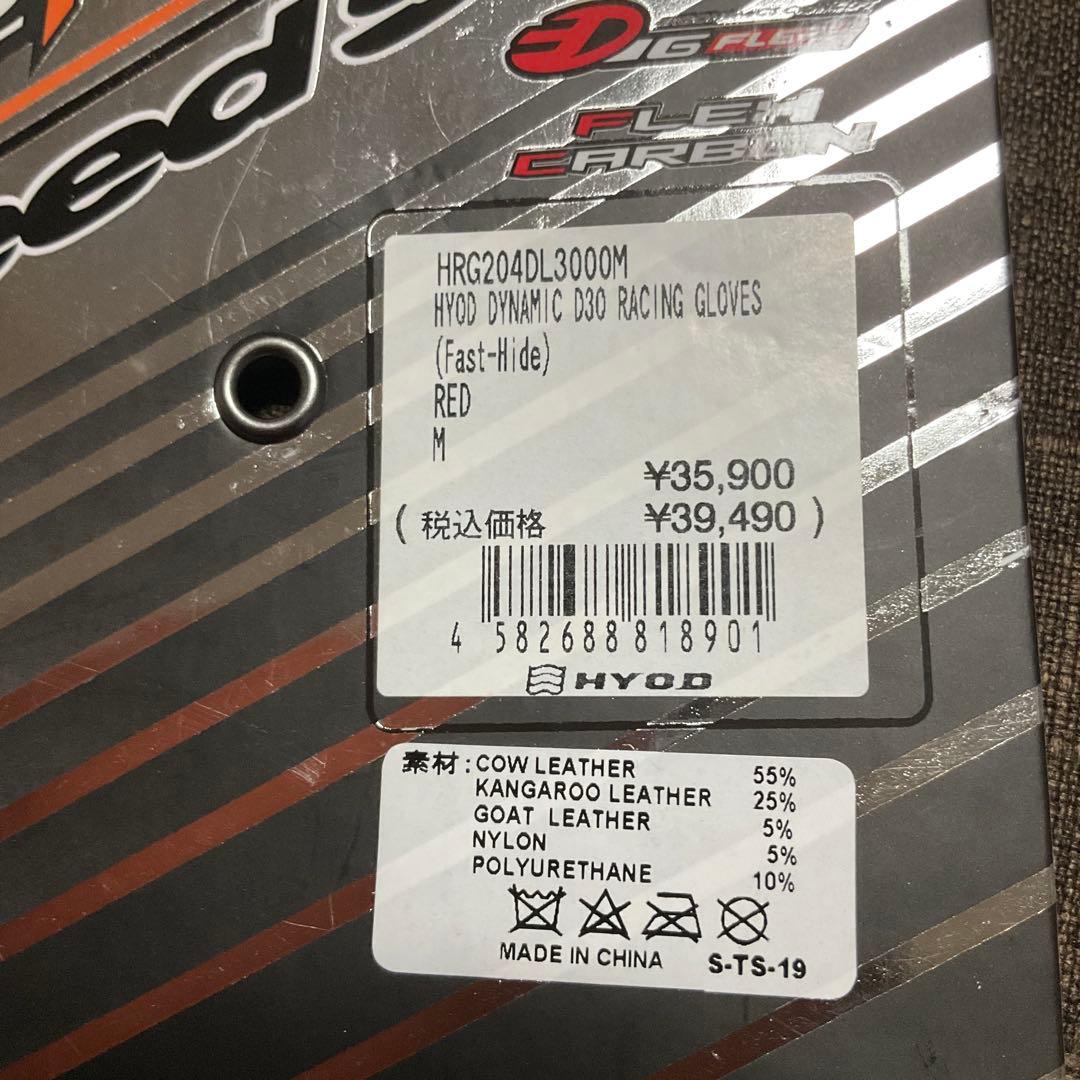 FLEX
CARBON
HRG204DL3000M
HYOD DYNAMIC D3O RACING GLOVES
(Fast-Hide)
RED
M
¥35,900
(税込価格 ¥39,490)
4 582688 818901
HYOD
素材:COW LEATHER 55%
KANGAROO LEATHER 25%
GOAT LEATHER 5%
NYLON 5%
POLYURETHANE 10%
MADE IN CHINA S-TS-19